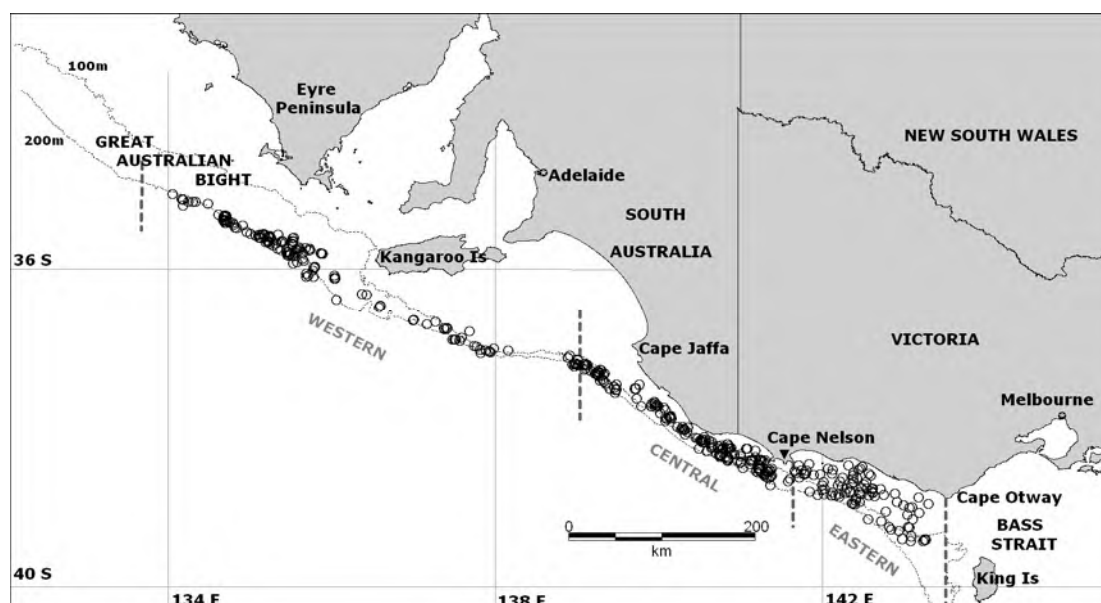 100m
Eyre
Peninsula
200m
GREAT
AUSTRALIAN
BIGHT
NEW SOUTH WALES
Adelaide
SOUTH
AUSTRALIA
36 S
Kangaroo Is
WESTERN
Cape Jaffa
VICTORIA
Melbourne
Cape Nelson
CENTRAL
Cape Otway
0
200
km
BASS
STRAIT
EASTERN
King Is
40 S
134 E
138 E
142 E